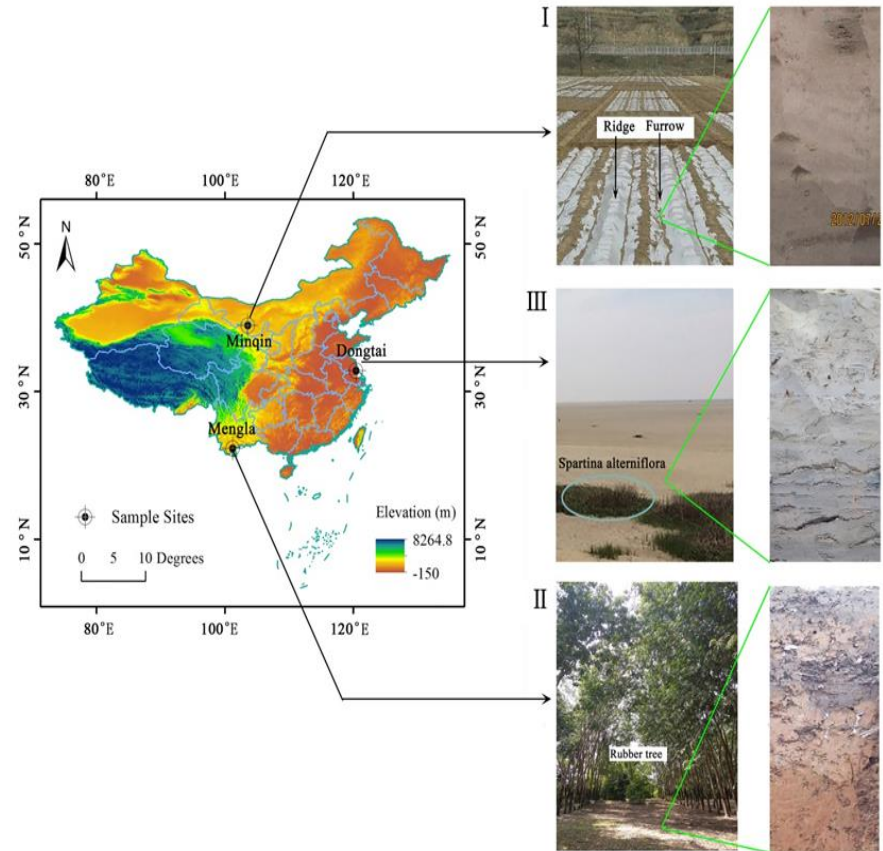 80°E 100°E 120°E
N
50°N
50°N
30°N
30°N
10°N
10°N
Minqin
Dongtai
Mengla
Sample Sites
0 5 10 Degrees
Elevation (m)
8264.8
-150
80°E 100°E 120°E
I
Ridge Furrow
III
Spartina alterniflora
II
Rubber tree